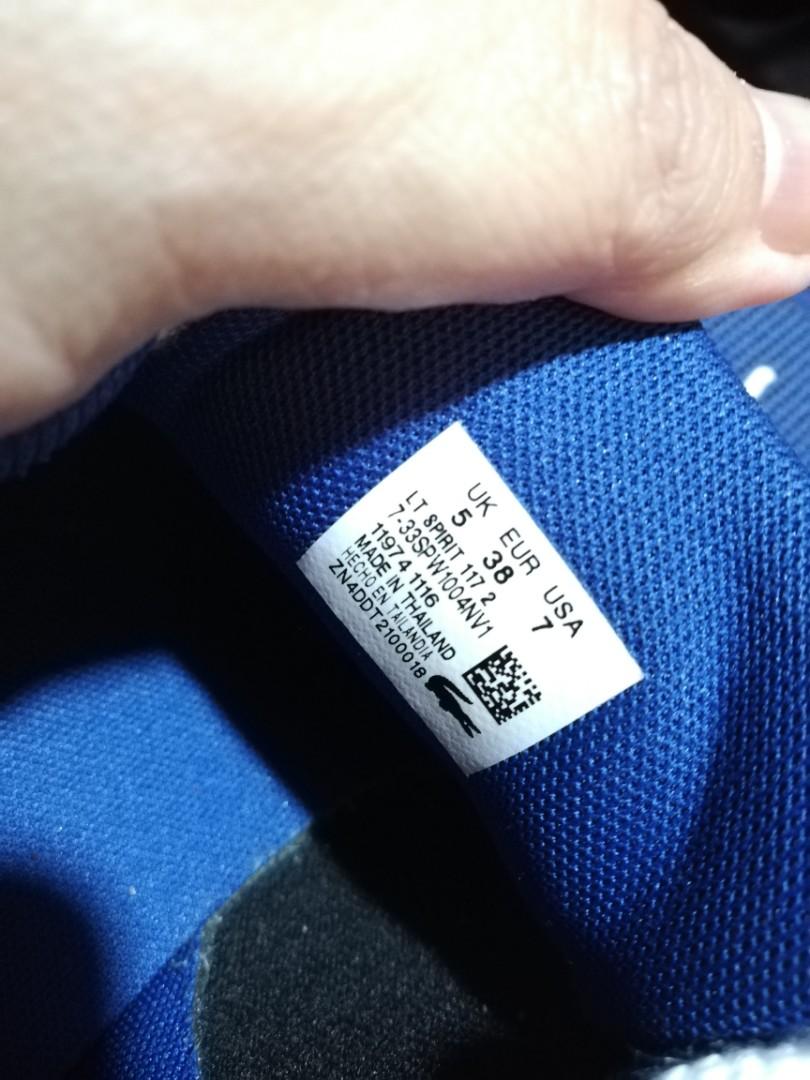 UK EUR USA
5 38 7
LT SPIRIT 117 2
7-33SPW1004NV1
11974 1116
MADE IN THAILAND
HECHO EN TAILANDIA
ZN4DDT2100018